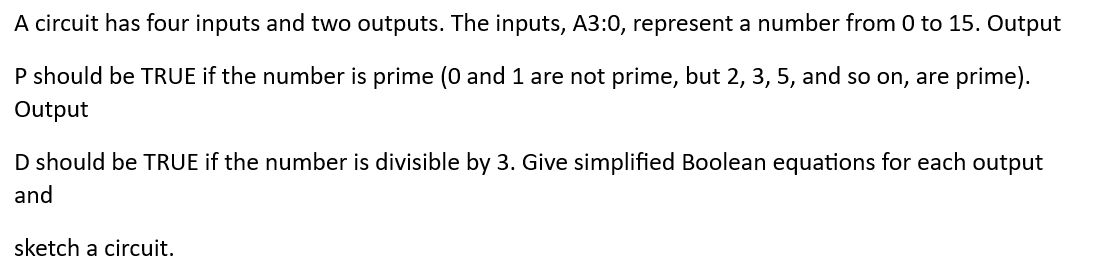 A circuit has four inputs and two outputs. The inputs, A3:0, represent a number from 0 to 15. Output
P should be TRUE if the number is prime (0 and 1 are not prime, but 2, 3, 5, and so on, are prime).
Output
D should be TRUE if the number is divisible by 3. Give simplified Boolean equations for each output
and
sketch a circuit.